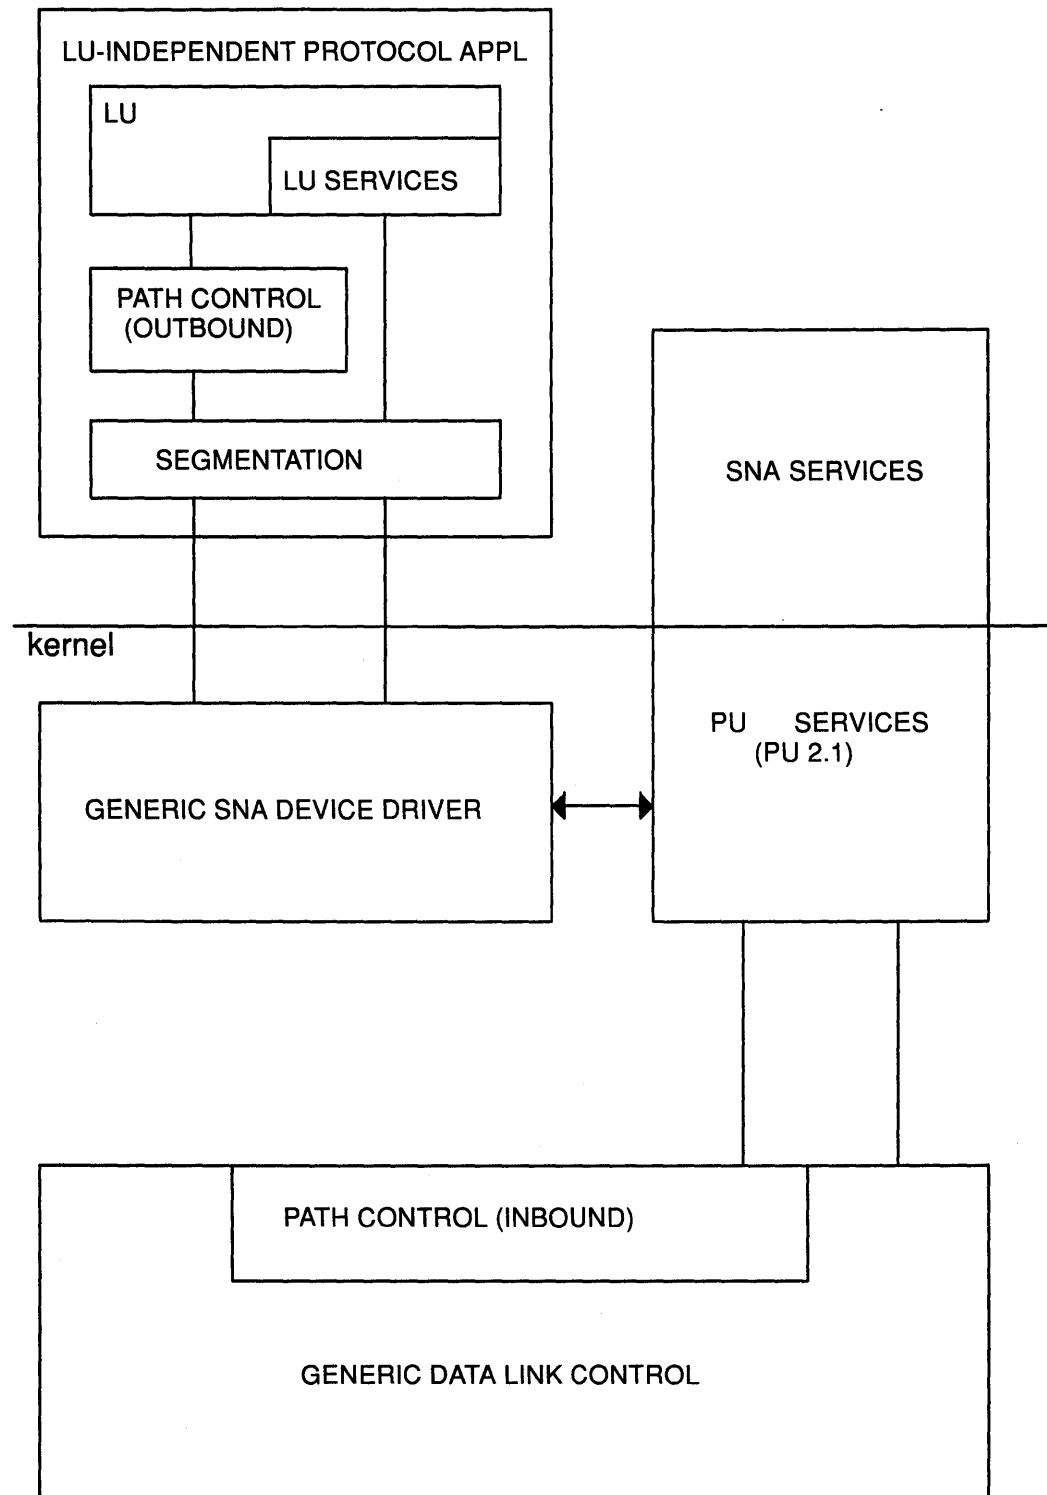 LU-INDEPENDENT PROTOCOL APPL
LU
LU SERVICES
PATH CONTROL
(OUTBOUND)
SEGMENTATION
SNA SERVICES
kernel
PU SERVICES
(PU 2.1)
GENERIC SNA DEVICE DRIVER
PATH CONTROL (INBOUND)
GENERIC DATA LINK CONTROL